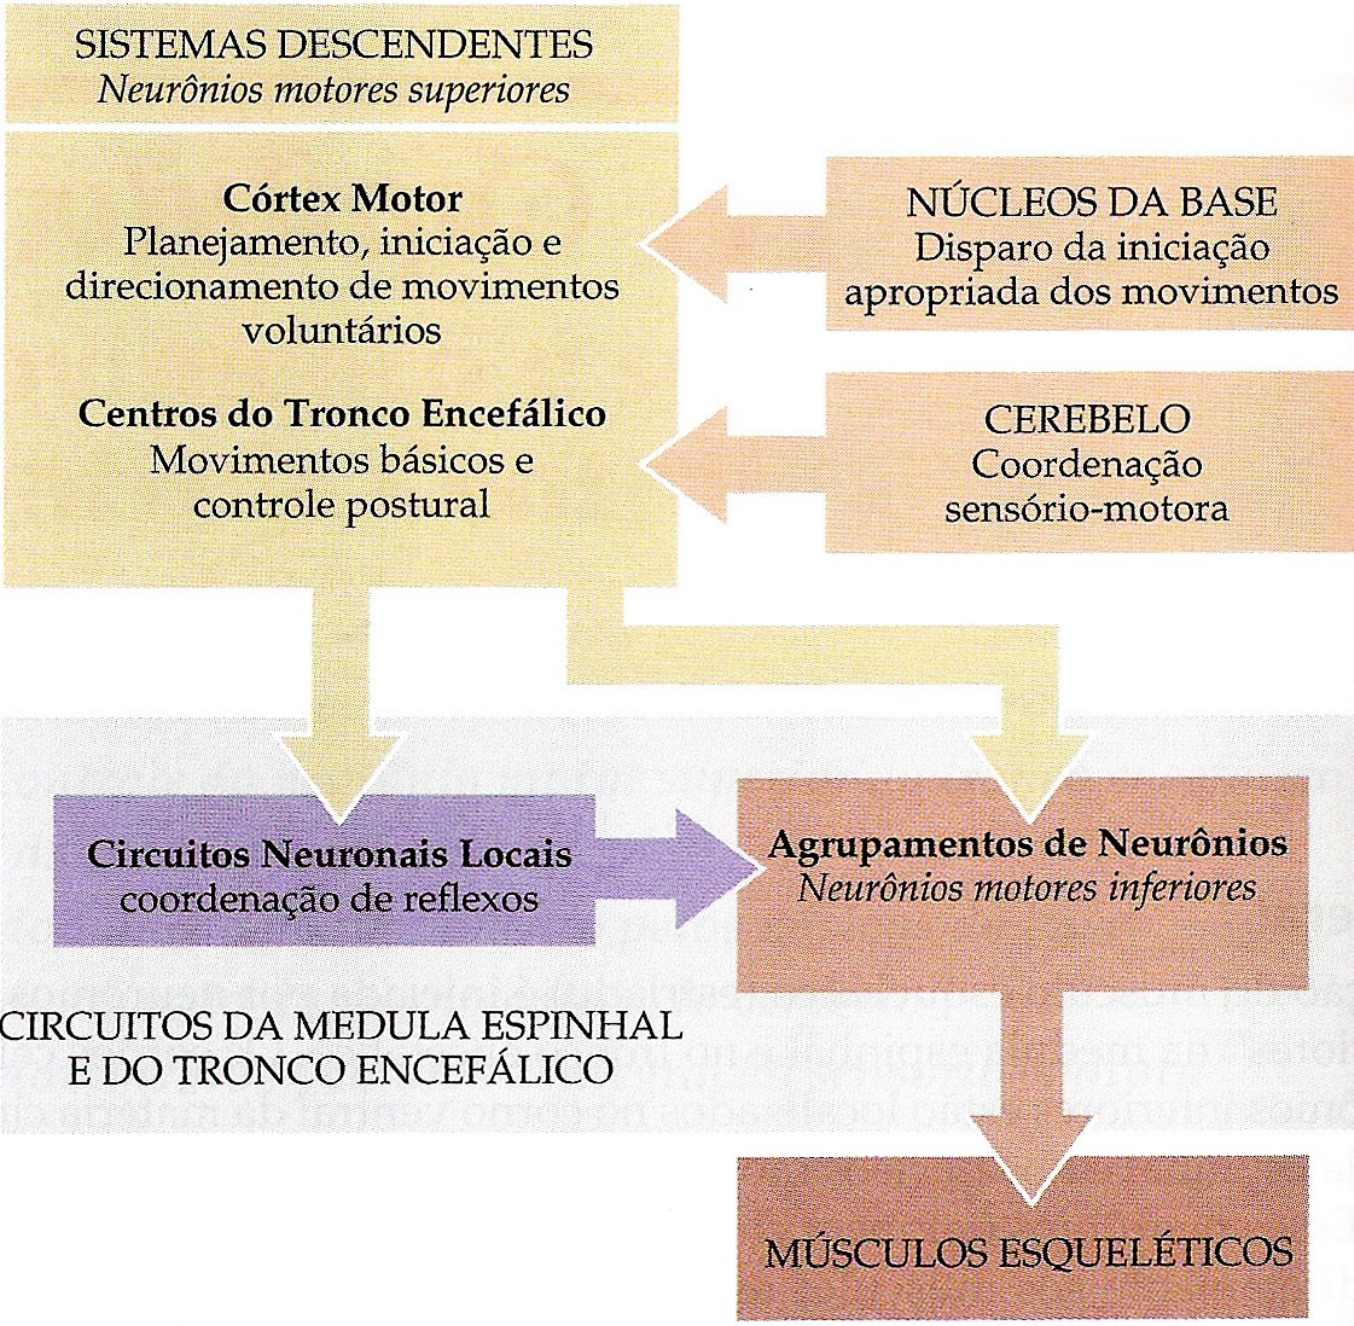 SISTEMAS DESCENDENTES
Neurônios motores superiores
Córtex Motor
Planejamento, iniciação e
direcionamento de movimentos
voluntários
Centros do Tronco Encefálico
Movimentos básicos e
controle postural
NÚCLEOS DA BASE
Disparo da iniciação
apropriada dos movimentos
CEREBELO
Coordenação
sensório-motora
Circuitos Neuronais Locais
coordenação de reflexos
Agrupamentos de Neurônios
Neurônios motores inferiores
CIRCUITOS DA MEDULA ESPINHAL
E DO TRONCO ENCEFÁLICO
MÚSCULOS ESQUELÉTICOS